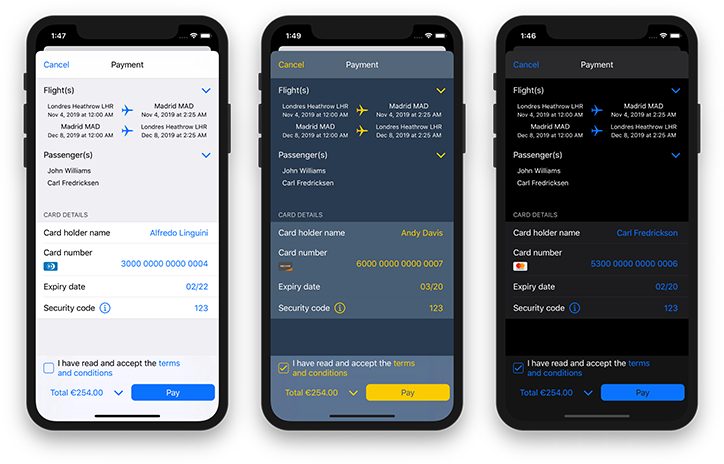 1:47
Cancel Payment
Flight(s)
Londres Heathrow LHR Madrid MAD
Nov 4, 2019 at 12:00 AM Nov 4, 2019 at 2:25 AM
Madrid MAD Londres Heathrow LHR
Dec 8, 2019 at 12:00 AM Dec 8, 2019 at 2:25 AM
Passenger(s)
John Williams
Carl Fredricksen
CARD DETAILS
Card holder name Alfredo Linguini
Card number
3000 0000 0000 0004
Expiry date 02/22
Security code 123
I have read and accept the terms
and conditions
Total €254.00 Pay
1:49
Cancel Payment
Flight(s)
Londres Heathrow LHR Madrid MAD
Nov 4, 2019 at 12:00 AM Nov 4, 2019 at 2:25 AM
Madrid MAD Londres Heathrow LHR
Dec 8, 2019 at 12:00 AM Dec 8, 2019 at 2:25 AM
Passenger(s)
John Williams
Carl Fredricksen
CARD DETAILS
Card holder name Andy Davis
Card number
6000 0000 0000 0007
Expiry date 03/20
Security code 123
I have read and accept the terms
and conditions
Total €254.00 Pay
1:46
Cancel Payment
Flight(s)
Londres Heathrow LHR Madrid MAD
Nov 4, 2019 at 12:00 AM Nov 4, 2019 at 2:25 AM
Madrid MAD Londres Heathrow LHR
Dec 8, 2019 at 12:00 AM Dec 8, 2019 at 2:25 AM
Passenger(s)
John Williams
Carl Fredricksen
CARD DETAILS
Card holder name Carl Fredrickson
Card number
5300 0000 0000 0006
Expiry date 02/20
Security code 123
I have read and accept the terms
and conditions
Total €254.00 Pay